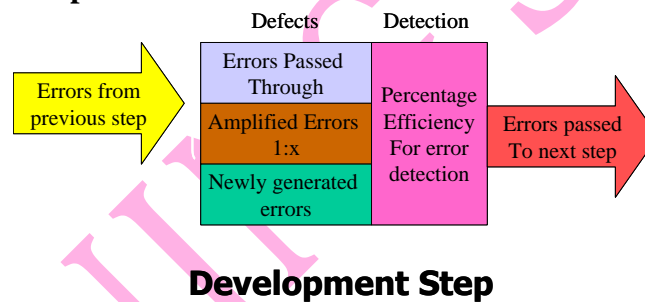 Defects Detection
Errors from
previous step
Errors Passed
Through
Amplified Errors
1:x
Newly generated
errors
Percentage
Efficiency
For error
detection
Errors passed
To next step
Development Step